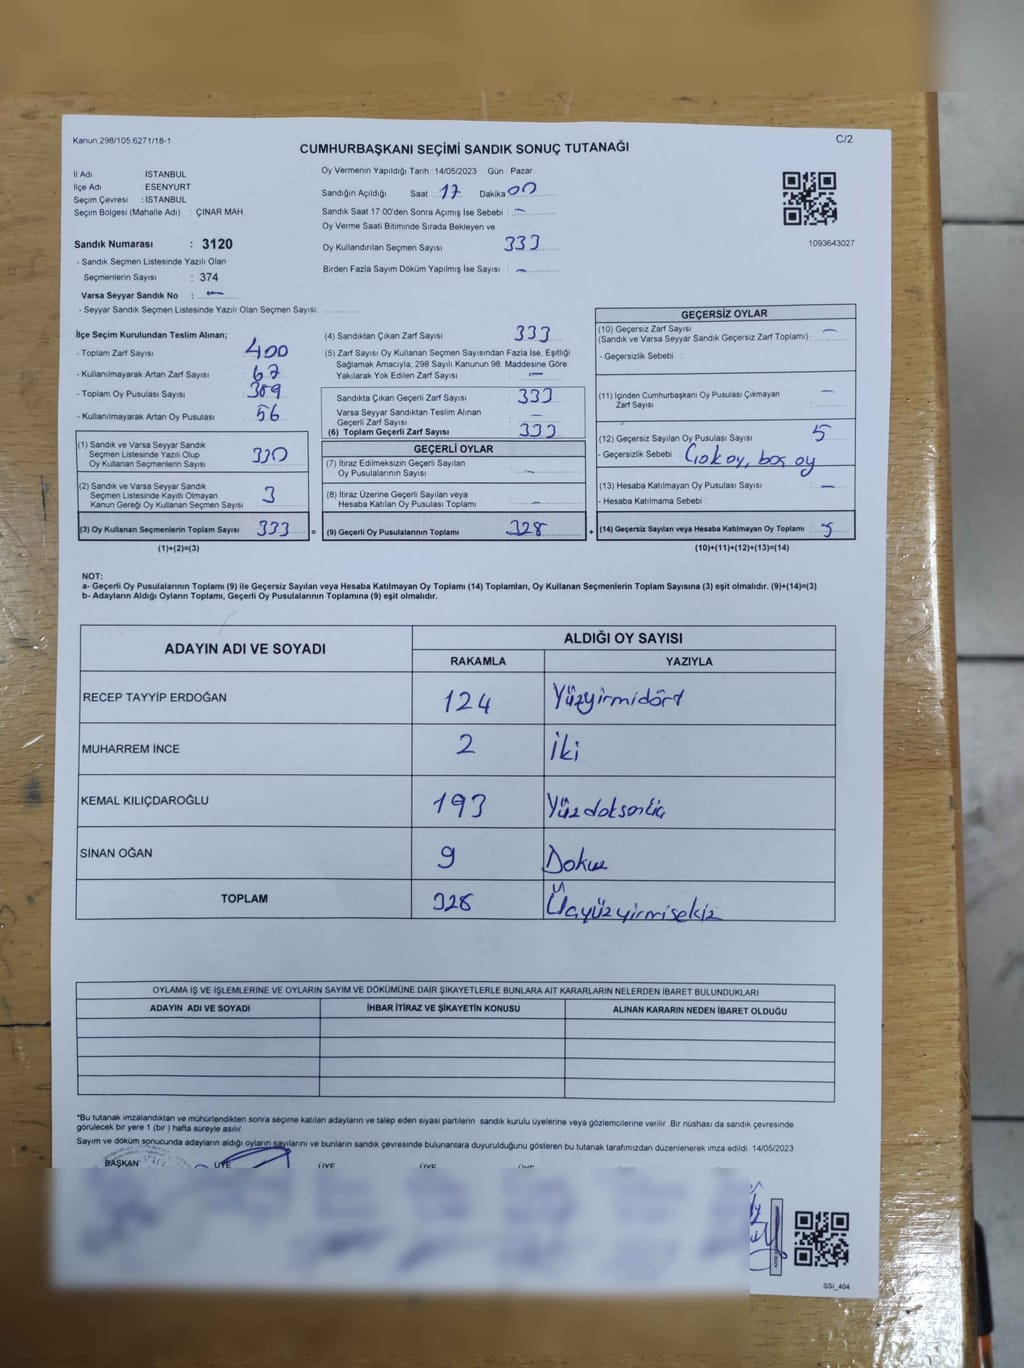 Kanun:298/105.6271/18-1
C/2
CUMHURBAŞKANI SEÇİMİ SANDIK SONUÇ TUTANAĞI
İl Adı : İSTANBUL
İlçe Adı : ESENYURT
Seçim Çevresi : İSTANBUL
Seçim Bölgesi (Mahalle Adı) : ÇINAR MAH
Sandık Numarası : 3120
- Sandık Seçmen Listesinde Yazılı Olan
Seçmenlerin Sayısı : 374
Varsa Seyyar Sandık No : -
- Seyyar Sandık Seçmen Listesinde Yazılı Olan Seçmen Sayısı:
Oy Vermenin Yapıldığı Tarih :14/05/2023 Gün : Pazar
Sandığın Açıldığı Saat : 17 Dakika 00
Sandık Saat 17:00'den Sonra Açımış İse Sebebi : -
Oy Verme Saati Bitiminde Sırada Bekleyen ve
Oy Kullandırılan Seçmen Sayısı 333
Birden Fazla Sayım Döküm Yapılmış İse Sayısı : -
1093643027
İlçe Seçim Kurulundan Teslim Alınan;
- Toplam Zarf Sayısı : 400
- Kullanılmayarak Artan Zarf Sayısı : 67
- Toplam Oy Pusulası Sayısı : 389
- Kullanılmayarak Artan Oy Pusulası : 56
(1) Sandık ve Varsa Seyyar Sandık
Seçmen Listesinde Yazılı Olup
Oy Kullanan Seçmenlerin Sayısı 330
(2) Sandık ve Varsa Seyyar Sandık
Seçmen Listesinde Kayıtlı Olmayan
Kanun Gereği Oy Kullanan Seçmen Sayısı 3
(3) Oy Kullanan Seçmenlerin Toplam Sayısı 333 =
(1)+(2)=(3)
(4) Sandıktan Çıkan Zarf Sayısı : 333
(5) Zarf Sayısı Oy Kullanan Seçmen Sayısından Fazla İse, Eşitliği
Sağlamak Amacıyla; 298 Sayılı Kanunun 98. Maddesine Göre
Yakılarak Yok Edilen Zarf Sayısı : -
Sandıkta Çıkan Geçerli Zarf Sayısı : 333
Varsa Seyyar Sandıktan Teslim Alınan
Geçerli Zarf Sayısı : -
(6) Toplam Geçerli Zarf Sayısı : 333
GEÇERLİ OYLAR
(7) İtiraz Edilmeksizin Geçerli Sayılan
Oy Pusulasının Sayısı : -
(8) İtiraz Üzerine Geçerli Sayılan veya
Hesaba Katılan Oy Pusulası Toplamı : -
(9) Geçerli Oy Pusulalarının Toplamı 328 +
GEÇERSİZ OYLAR
(10) Geçersiz Zarf Sayısı : -
(Sandık ve Varsa Seyyar Sandık Geçersiz Zarf Toplamı)
- Geçersizlik Sebebi :
(11) İçinden Cumhurbaşkanı Oy Pusulası Çıkmayan
Zarf Sayısı : -
(12) Geçersiz Sayılan Oy Pusulası Sayısı : 5
- Geçersizlik Sebebi : Çok oy, boş oy
(13) Hesaba Katılmayan Oy Pusulası Sayısı : -
- Hesaba Katılmama Sebebi :
(14) Geçersiz Sayılan veya Hesaba Katılmayan Oy Toplamı : 5
(10)+(11)+(12)+(13)=(14)
NOT:
a- Geçerli Oy Pusulalarının Toplamı (9) ile Geçersiz Sayılan veya Hesaba Katılmayan Oy Toplamı (14) Toplamları, Oy Kullanan Seçmenlerin Toplam Sayısına (3) eşit olmalıdır. (9)+(14)=(3)
b- Adayların Aldığı Oyların Toplamı, Geçerli Oy Pusulalarının Toplamına (9) eşit olmalıdır.
ADAYIN ADI VE SOYADI ALDIĞI OY SAYISI
RAKAMLA YAZIYLA
RECEP TAYYİP ERDOĞAN 124 Yüzyirmidört
MUHARREM İNCE 2 İki
KEMAL KILIÇDAROĞLU 193 Yüzdoksanüç
SİNAN OĞAN 9 Dokuz
TOPLAM 328 Üçyüzyirmisekiz
OYLAMA İŞ VE İŞLEMLERİNE VE OYLARIN SAYIM VE DÖKÜMÜNE DAİR ŞİKAYETLERLE BUNLARA AİT KARARLARIN NELERDEN İBARET BULUNDUKLARI
ADAYIN ADI VE SOYADI İHBAR İTİRAZ VE ŞİKAYETİN KONUSU ALINAN KARARIN NEDEN İBARET OLDUĞU
*Bu tutanak imzalandıktan ve mühürlendikten sonra seçime katılan adayların ve talep eden siyasi partilerin sandık kurulu üyelerine veya gözlemcilerine verilir. Bir nüshası da sandık çevresinde
görülecek bir yere 1 (bir ) hafta süreyle asılır.
Sayım ve döküm sonucunda adayların aldığı oyların sayılarını ve bunların sandık çevresinde bulunanlara duyurulduğunu gösteren bu tutanak tarafımızdan düzenlenerek imza edildi. 14/05/2023
BAŞKAN ÜYE ÜYE ÜYE ÜYE
SSI_404